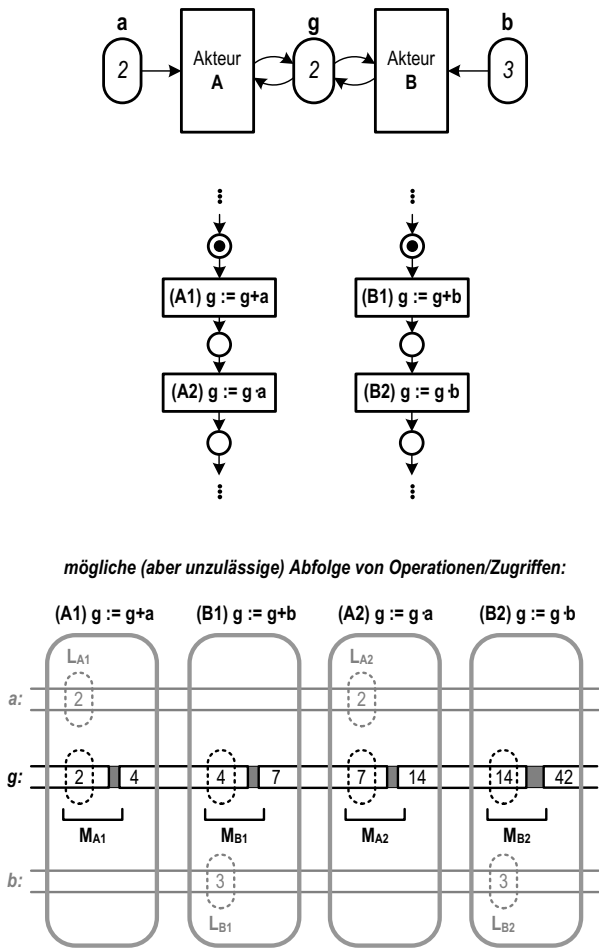 a g b
2 Akteur A 2 Akteur B 3
(A1) g := g+a (B1) g := g+b
(A2) g := g·a (B2) g := g·b
mögliche (aber unzulässige) Abfolge von Operationen/Zugriffen:
(A1) g := g+a (B1) g := g+b (A2) g := g·a (B2) g := g·b
LA1 LA2
a: 2 2
g: 2 4 4 7 7 14 14 42
MA1 MB1 MA2 MB2
b: 3 3
LB1 LB2